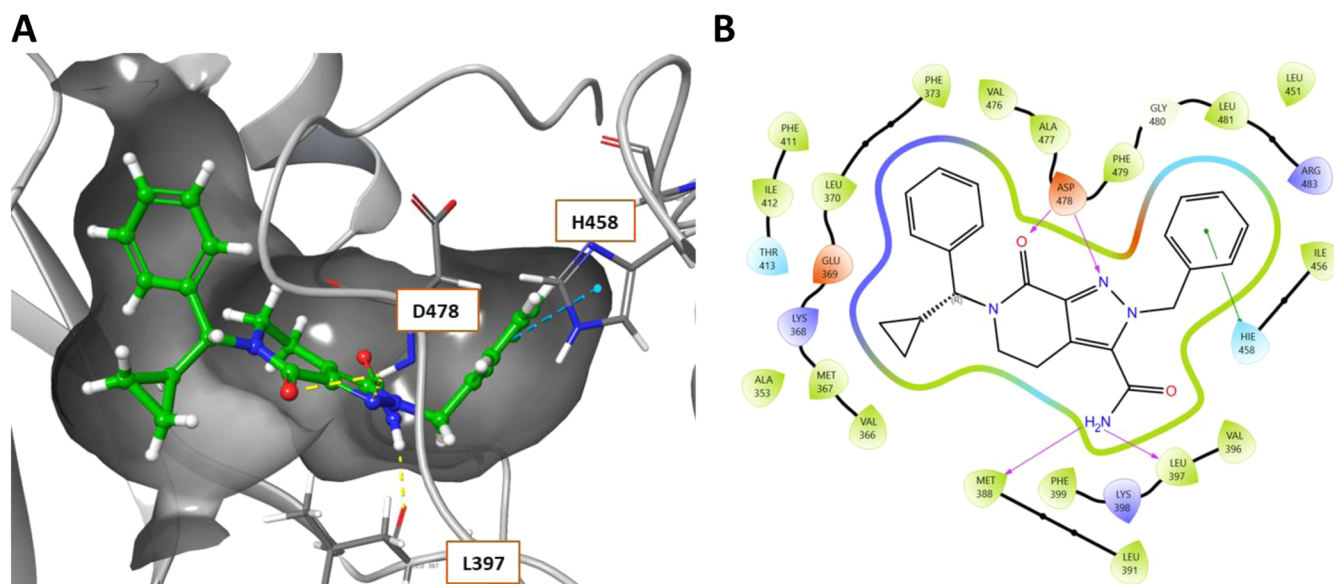 A
B
H458
D478
L397
LEU 397
PHE
373
VAL
476
ALA
477
GLY
480
LEU
481
LEU
451
PHE
411
ILE
412
THR
413
LEU
370
GLU
369
LYS
368
ALA
353
MET
367
VAL
366
ASP
478
PHE
479
ARG
483
ILE
456
HIE
458
O
N
N
N
(R)
O
H2N
MET
388
PHE
399
LYS
398
LEU
397
VAL
396
LEU
391